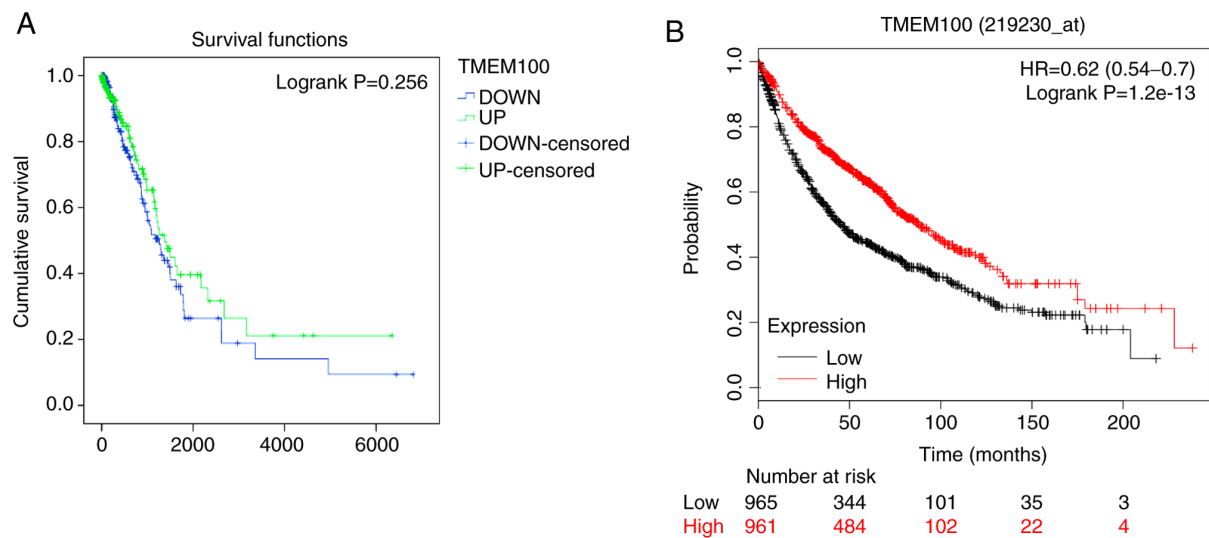 A
Survival functions
Logrank P=0.256
TMEM100
DOWN
UP
DOWN-censored
UP-censored
Cumulative survival
1.0
0.8
0.6
0.4
0.2
0.0
0 2000 4000 6000
B
TMEM100 (219230_at)
HR=0.62 (0.54–0.7)
Logrank P=1.2e-13
Probability
1.0
0.8
0.6
0.4
0.2
0.0
Expression
Low
High
0 50 100 150 200
Time (months)
Number at risk
Low 965 344 101 35 3
High 961 484 102 22 4